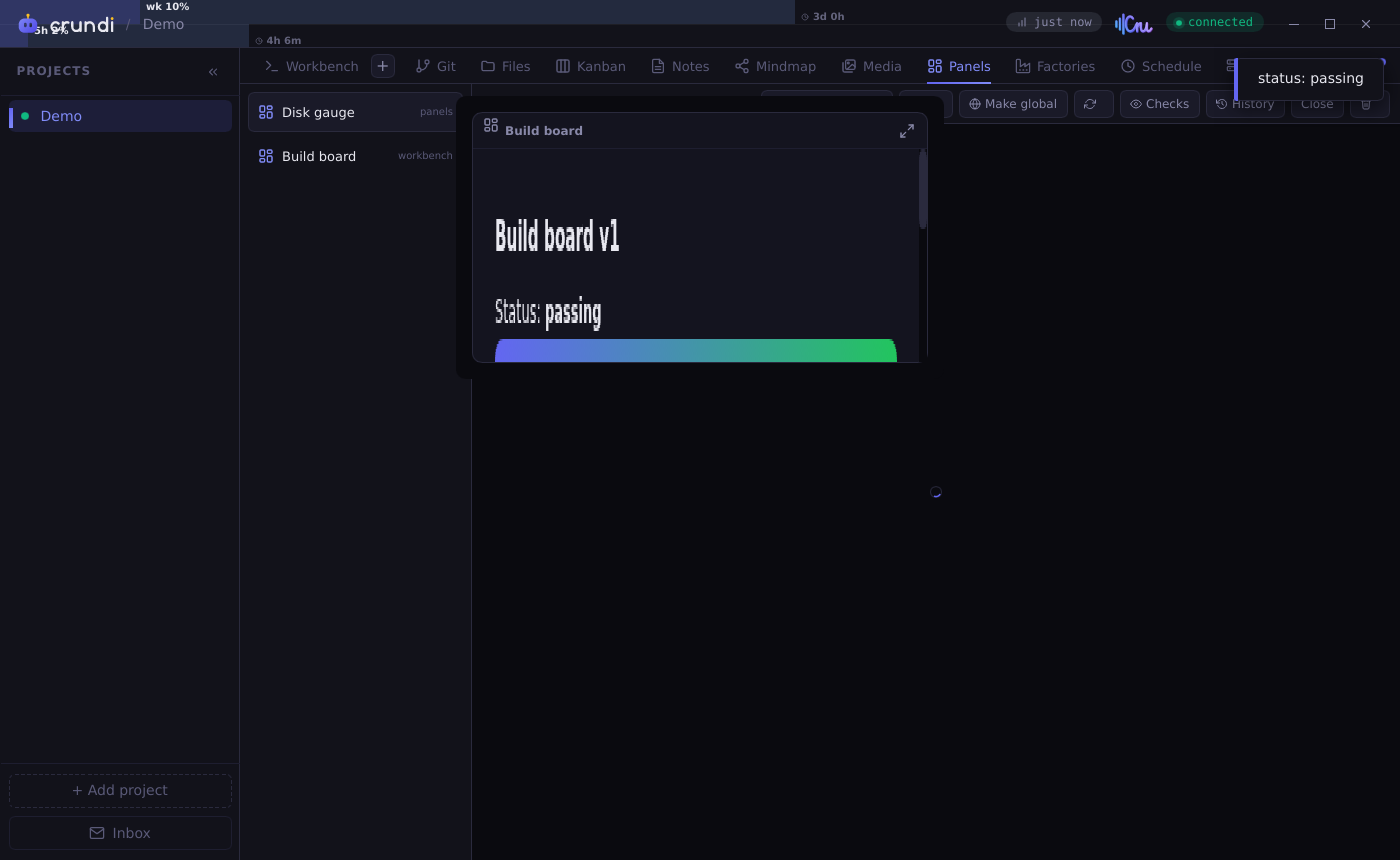 wk 10%
5h 2%
crundi / Demo
3d 0h
4h 6m
just now
Cru
connected
PROJECTS
«
Demo
+ Add project
Inbox
Workbench
+
Git
Files
Kanban
Notes
Mindmap
Media
Panels
Factories
Schedule
status: passing
Make global
Checks
History
Close
Disk gauge
panels
Build board
workbench
Build board
Build board v1
Status: passing